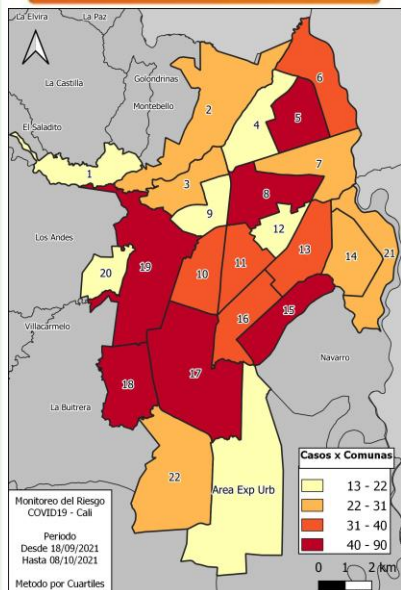 La Elvira
La Paz
La Castilla
Golondrinas
Montebello
El Saladito
6
2
4
5
1
3
7
8
9
12
Los Andes
19
13
14
21
20
10
11
16
15
Villacarmelo
Navarro
18
17
La Buitrera
22
Area Exp Urb
Casos x Comunas
13 - 22
22 - 31
31 - 40
40 - 90
Monitoreo del Riesgo
COVID19 - Cali
Periodo
Desde 18/09/2021
Hasta 08/10/2021
Metodo por Cuartiles
0 1 2 km